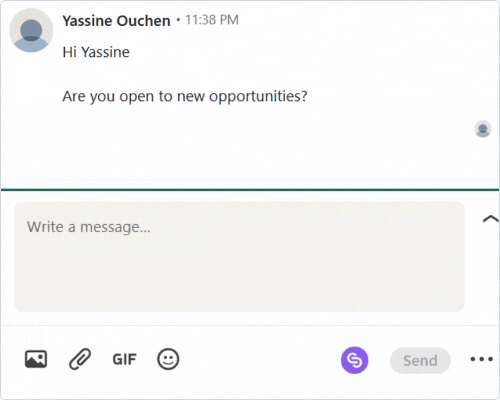 Yassine Ouchen • 11:38 PM
Hi Yassine
Are you open to new opportunities?
Write a message...
GIF
Send